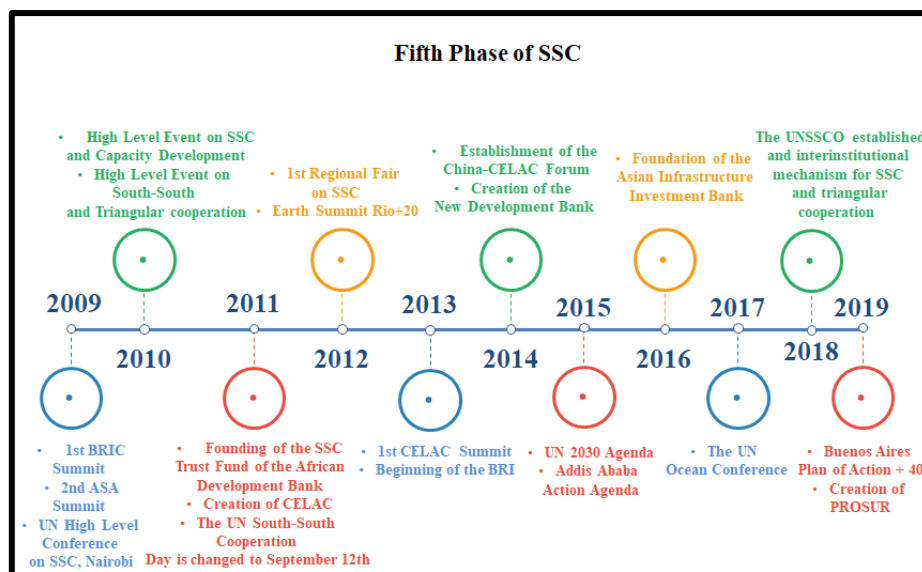 Fifth Phase of SSC
• High Level Event on SSC
and Capacity Development
• High Level Event on
South-South
and Triangular cooperation
• 1st Regional Fair
on SSC
• Earth Summit Rio+20
• Establishment of the
China-CELAC Forum
• Creation of the
New Development Bank
• Foundation of the
Asian Infrastructure
Investment Bank
The UNSSCO established
and interinstitutional
mechanism for SSC
and triangular
cooperation
2009
2010
2011
2012
2013
2014
2015
2016
2017
2018
2019
• 1st BRIC
Summit
• 2nd ASA
Summit
• UN High Level
Conference
on SSC, Nairobi
• Founding of the SSC
Trust Fund of the African
Development Bank
• Creation of CELAC
• The UN South-South
Cooperation
Day is changed to September 12th
• 1st CELAC Summit
• Beginning of the BRI
• UN 2030 Agenda
• Addis Ababa
Action Agenda
• The UN
Ocean Conference
• Buenos Aires
Plan of Action + 40
• Creation of
PROSUR